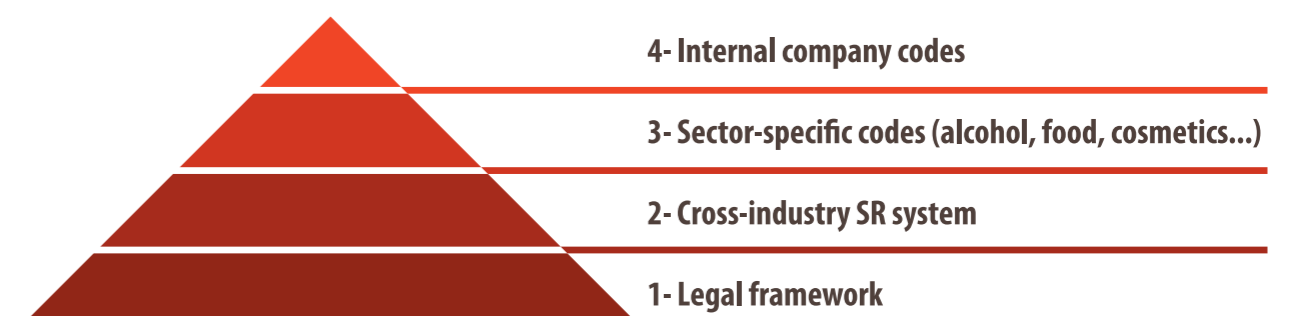 4- Internal company codes
3- Sector-specific codes (alcohol, food, cosmetics...)
2- Cross-industry SR system
1- Legal framework